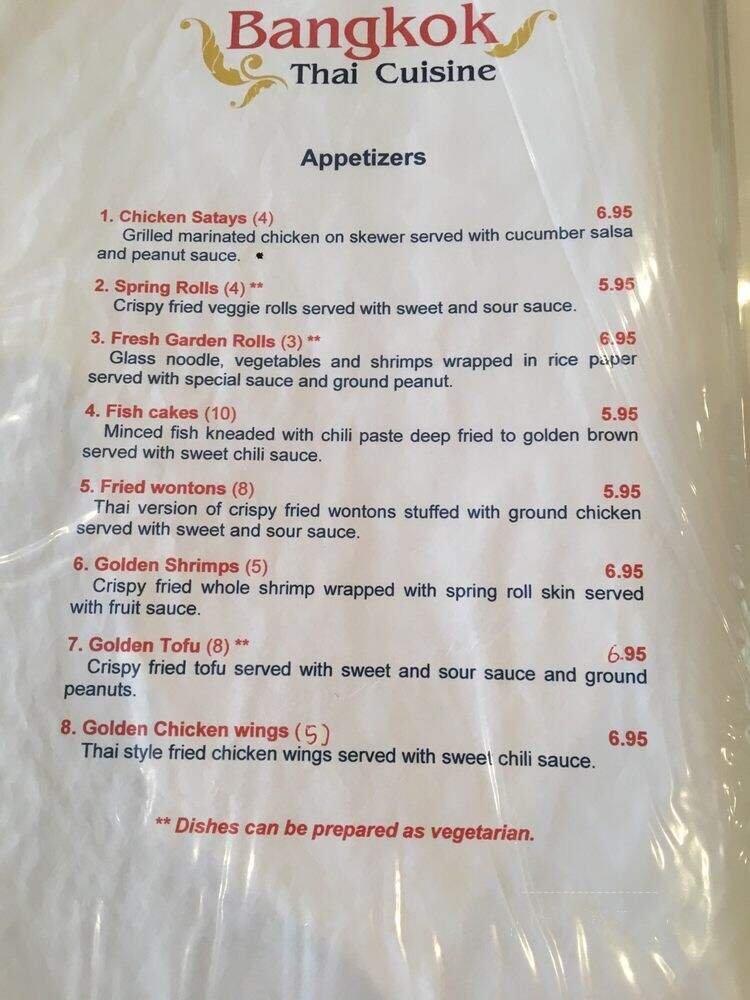 Bangkok
Thai Cuisine
Appetizers
1. Chicken Satays (4) 6.95
Grilled marinated chicken on skewer served with cucumber salsa
and peanut sauce.
2. Spring Rolls (4) ** 5.95
Crispy fried veggie rolls served with sweet and sour sauce.
3. Fresh Garden Rolls (3) ** 6.95
Glass noodle, vegetables and shrimps wrapped in rice paper
served with special sauce and ground peanut.
4. Fish cakes (10) 5.95
Minced fish kneaded with chili paste deep fried to golden brown
served with sweet chili sauce.
5. Fried wontons (8) 5.95
Thai version of crispy fried wontons stuffed with ground chicken
served with sweet and sour sauce.
6. Golden Shrimps (5) 6.95
Crispy fried whole shrimp wrapped with spring roll skin served
with fruit sauce.
7. Golden Tofu (8) ** 6.95
Crispy fried tofu served with sweet and sour sauce and ground
peanuts.
8. Golden Chicken wings (5) 6.95
Thai style fried chicken wings served with sweet chili sauce.
** Dishes can be prepared as vegetarian.